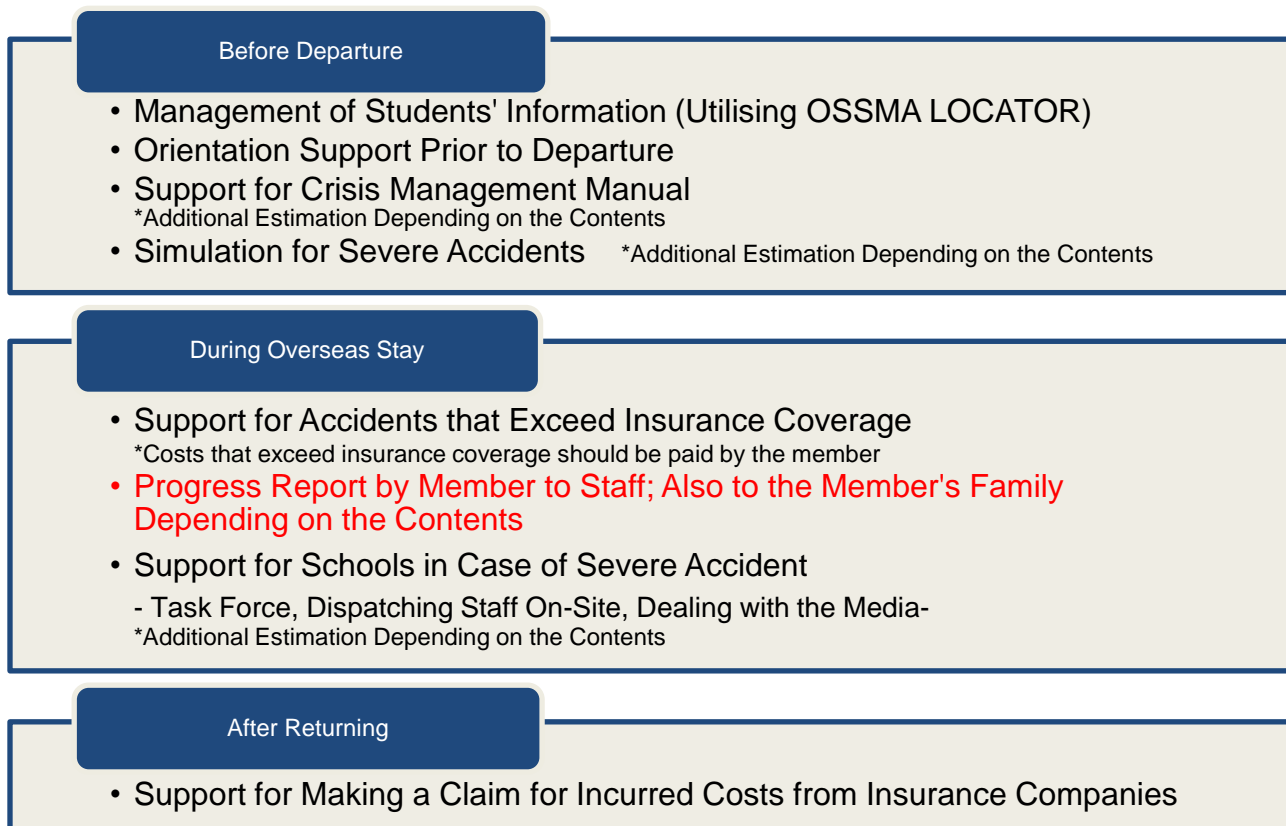 Before Departure
• Management of Students' Information (Utilising OSSMA LOCATOR)
• Orientation Support Prior to Departure
• Support for Crisis Management Manual
*Additional Estimation Depending on the Contents
• Simulation for Severe Accidents *Additional Estimation Depending on the Contents
During Overseas Stay
• Support for Accidents that Exceed Insurance Coverage
*Costs that exceed insurance coverage should be paid by the member
• Progress Report by Member to Staff; Also to the Member's Family
Depending on the Contents
• Support for Schools in Case of Severe Accident
- Task Force, Dispatching Staff On-Site, Dealing with the Media-
*Additional Estimation Depending on the Contents
After Returning
• Support for Making a Claim for Incurred Costs from Insurance Companies